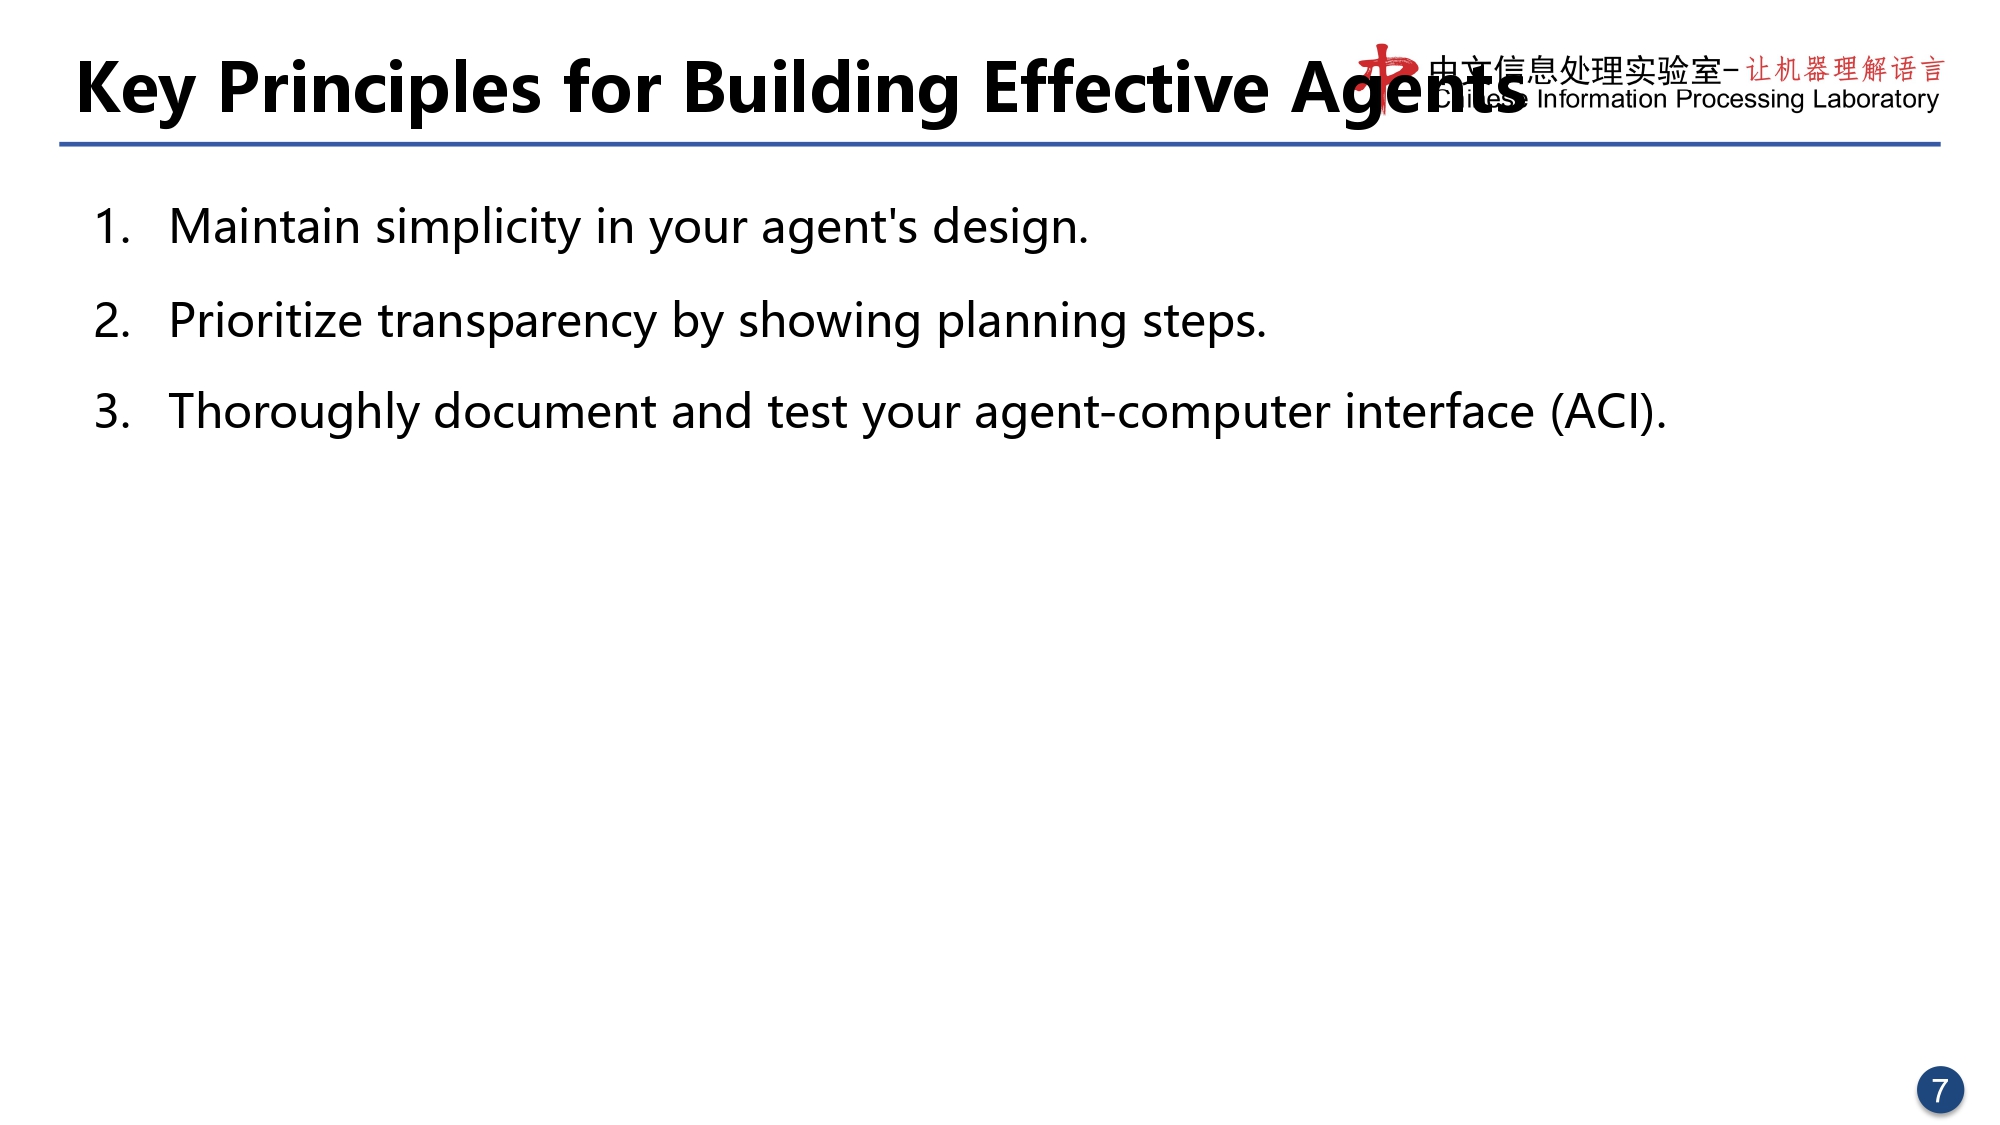 Key Principles for Building Effective Agents
中文信息处理实验室-让机器理解语言
Chinese Information Processing Laboratory
1. Maintain simplicity in your agent's design.
2. Prioritize transparency by showing planning steps.
3. Thoroughly document and test your agent-computer interface (ACI).
7